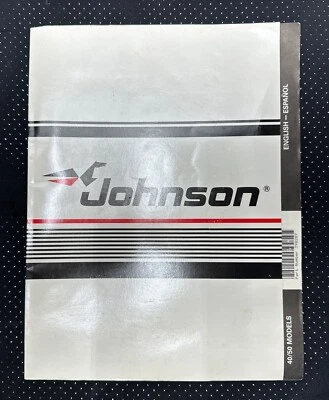 Johnson®
ENGLISH – ESPAÑOL
40/50 MODELS